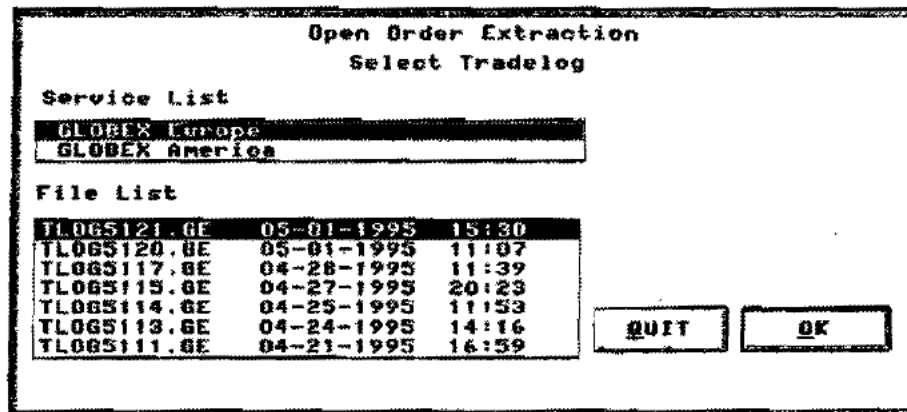 Open Order Extraction
Select Tradelog
Service List
GLOBEX Europe
GLOBEX America
File List
TLOG5121.GE 05-01-1995 15:30
TLOG5120.GE 05-01-1995 11:07
TLOG5117.GE 04-28-1995 11:39
TLOG5115.GE 04-27-1995 20:23
TLOG5114.GE 04-25-1995 11:53
TLOG5113.GE 04-24-1995 14:16
TLOG5111.GE 04-21-1995 16:59
QUIT OK